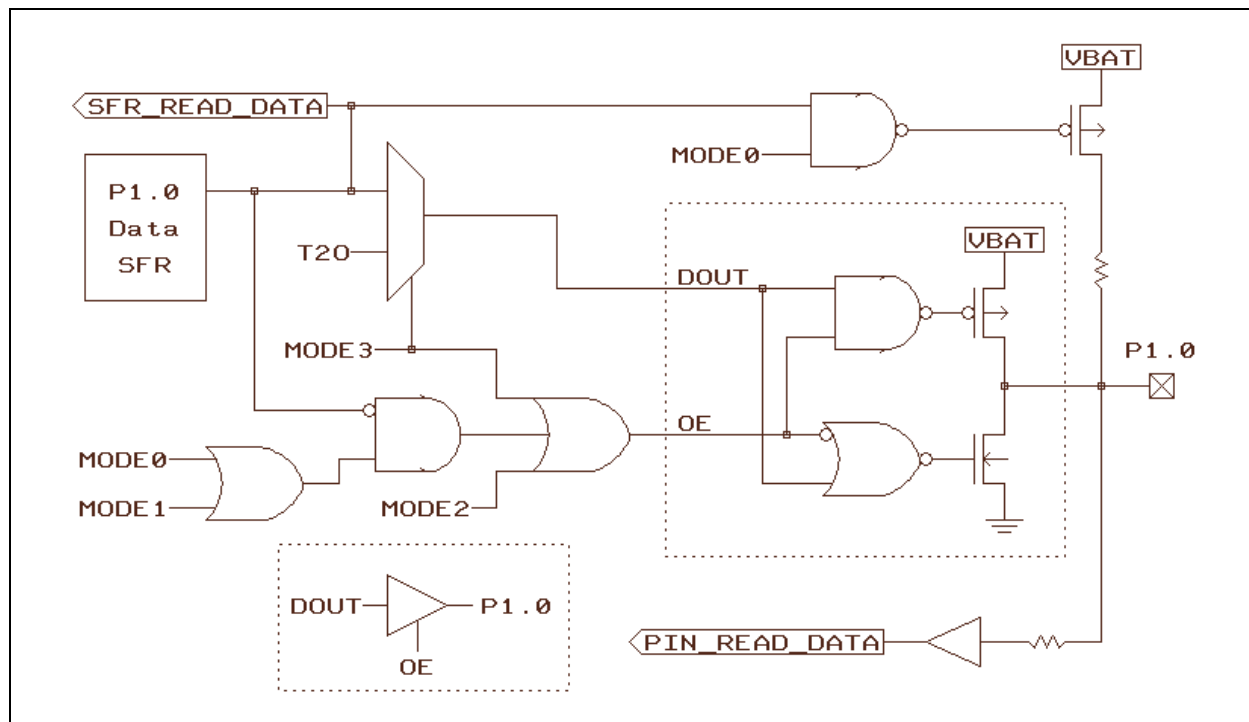 VBAT
SFR_READ_DATA
MODE0
P1.0
Data
SFR
T2O
VBAT
DOUT
MODE3
P1.0
OE
MODE0
MODE1
MODE2
DOUT
P1.0
OE
PIN_READ_DATA